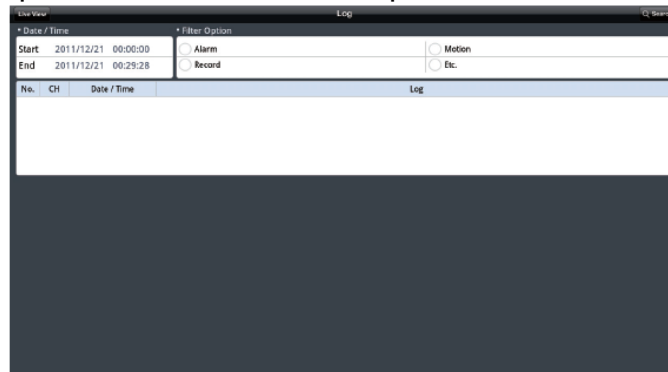 Live View Log Search
• Date / Time • Filter Option
Start 2011/12/21 00:00:00 Alarm Motion
End 2011/12/21 00:29:28 Record Etc.
No. CH Date / Time Log